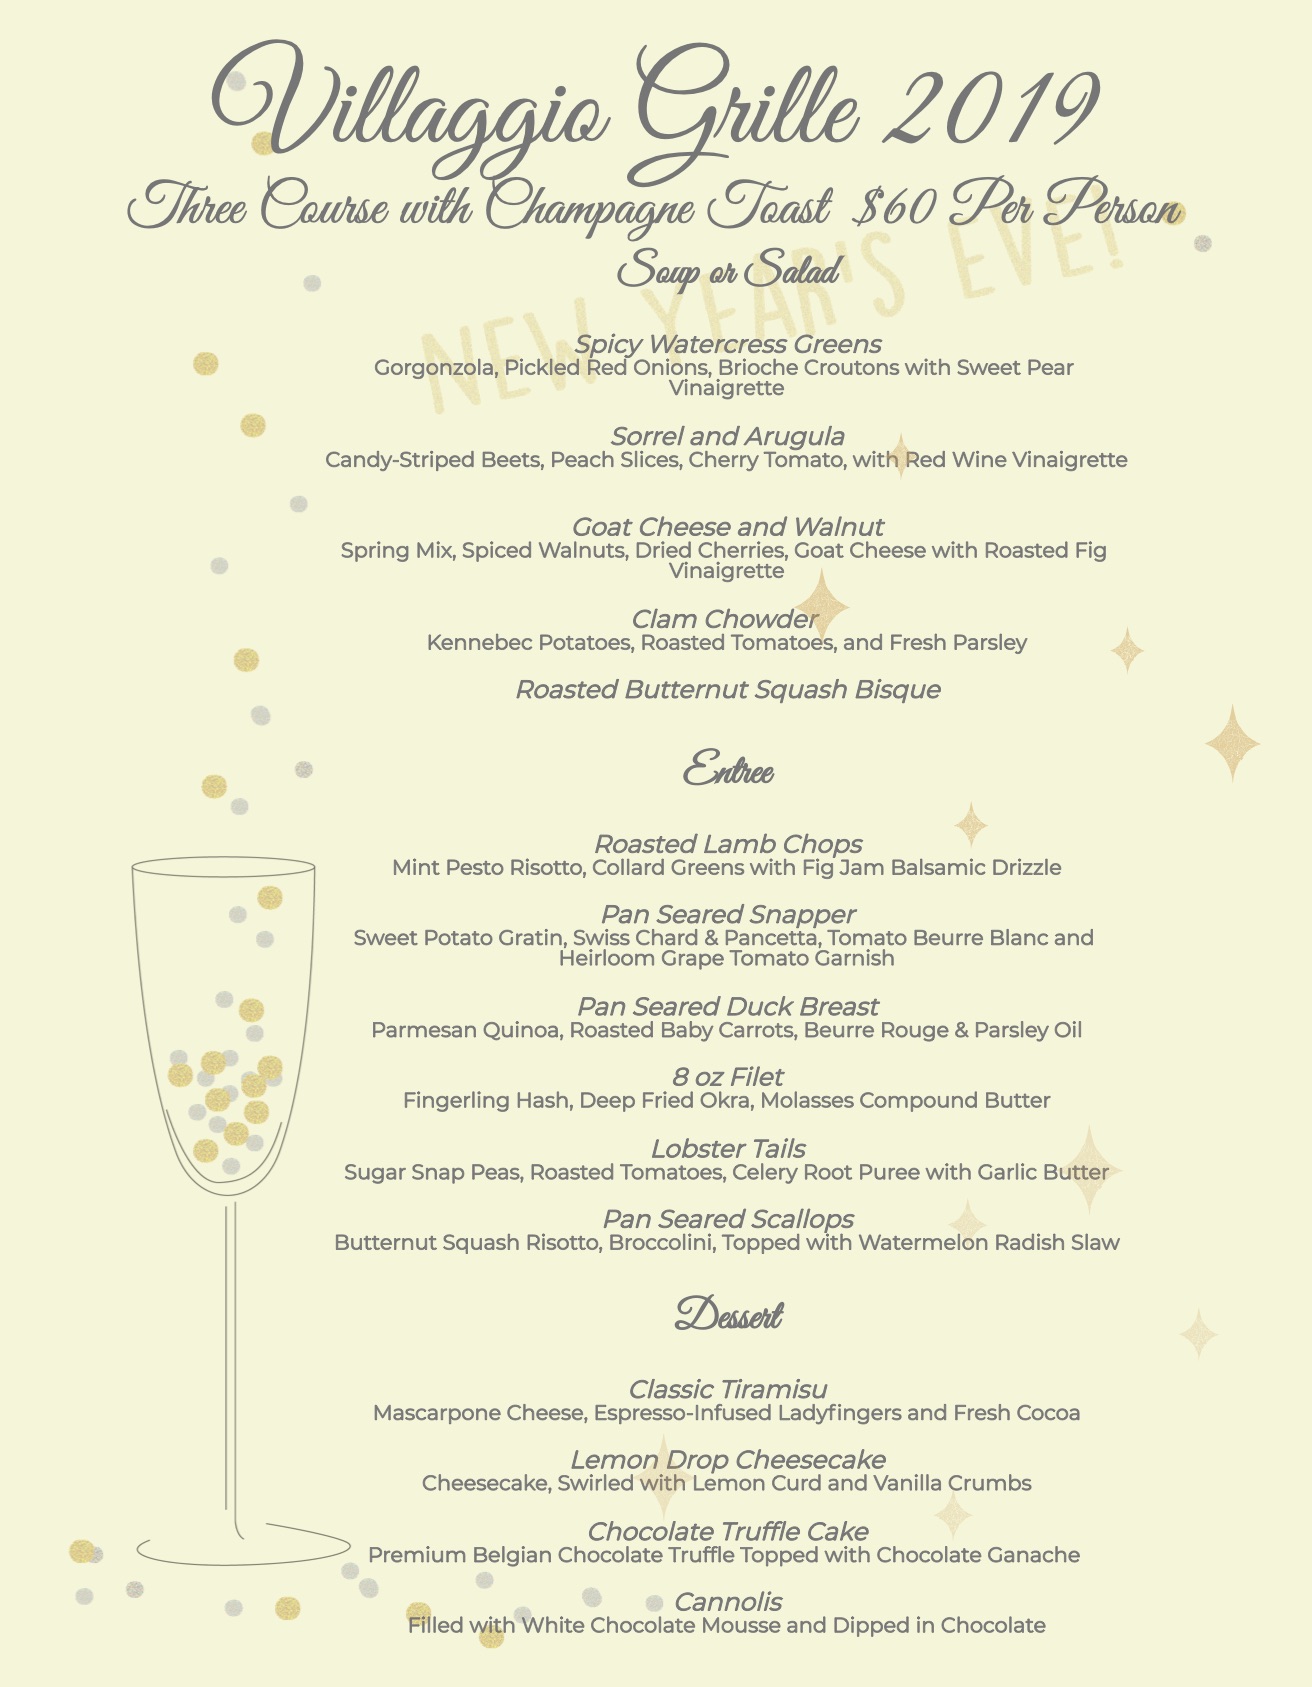 Villaggio Grille 2019
Three Course with Champagne Toast $60 Per Person
NEW YEAR'S EVE!
Soup or Salad
Spicy Watercress Greens
Gorgonzola, Pickled Red Onions, Brioche Croutons with Sweet Pear
Vinaigrette
Sorrel and Arugula
Candy-Striped Beets, Peach Slices, Cherry Tomato, with Red Wine Vinaigrette
Goat Cheese and Walnut
Spring Mix, Spiced Walnuts, Dried Cherries, Goat Cheese with Roasted Fig
Vinaigrette
Clam Chowder
Kennebec Potatoes, Roasted Tomatoes, and Fresh Parsley
Roasted Butternut Squash Bisque
Entree
Roasted Lamb Chops
Mint Pesto Risotto, Collard Greens with Fig Jam Balsamic Drizzle
Pan Seared Snapper
Sweet Potato Gratin, Swiss Chard & Pancetta, Tomato Beurre Blanc and
Heirloom Grape Tomato Garnish
Pan Seared Duck Breast
Parmesan Quinoa, Roasted Baby Carrots, Beurre Rouge & Parsley Oil
8 oz Filet
Fingerling Hash, Deep Fried Okra, Molasses Compound Butter
Lobster Tails
Sugar Snap Peas, Roasted Tomatoes, Celery Root Puree with Garlic Butter
Pan Seared Scallops
Butternut Squash Risotto, Broccolini, Topped with Watermelon Radish Slaw
Dessert
Classic Tiramisu
Mascarpone Cheese, Espresso-Infused Ladyfingers and Fresh Cocoa
Lemon Drop Cheesecake
Cheesecake, Swirled with Lemon Curd and Vanilla Crumbs
Chocolate Truffle Cake
Premium Belgian Chocolate Truffle Topped with Chocolate Ganache
Cannolis
Filled with White Chocolate Mousse and Dipped in Chocolate